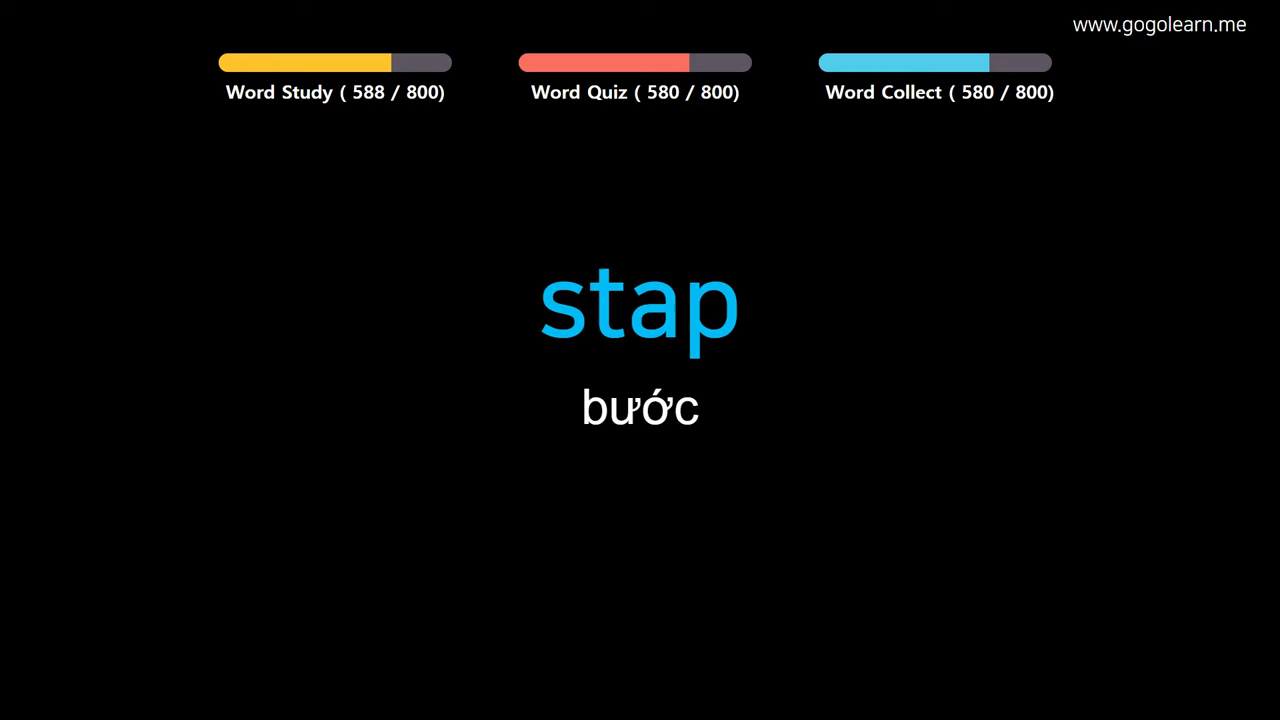 www.gogolearn.me
Word Study ( 588 / 800)
Word Quiz ( 580 / 800)
Word Collect ( 580 / 800)
stap
bước